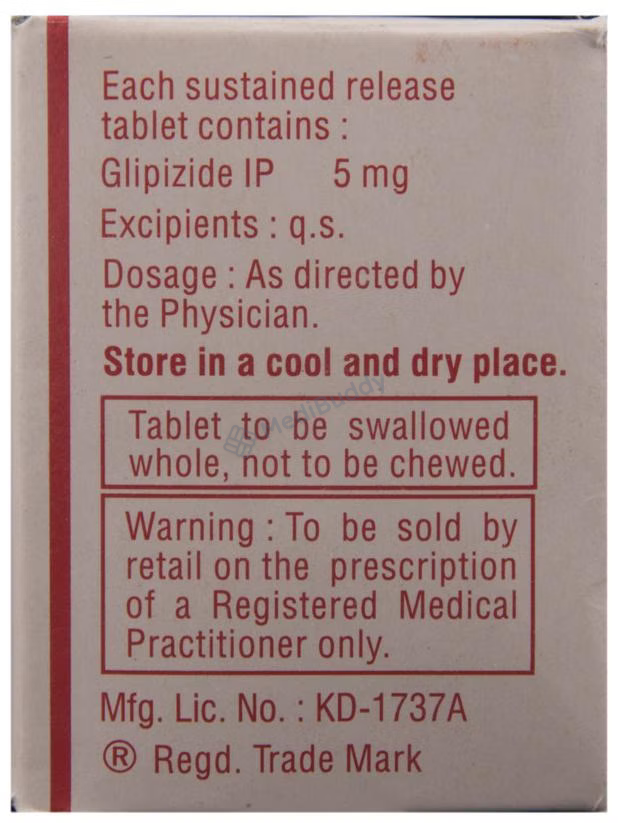 Each sustained release
tablet contains :
Glipizide IP 5 mg
Excipients : q.s.
Dosage : As directed by
the Physician.
Store in a cool and dry place.
MediBuddy
Tablet to be swallowed
whole, not to be chewed.
Warning : To be sold by
retail on the prescription
of a Registered Medical
Practitioner only.
Mfg. Lic. No. : KD-1737A
® Regd. Trade Mark